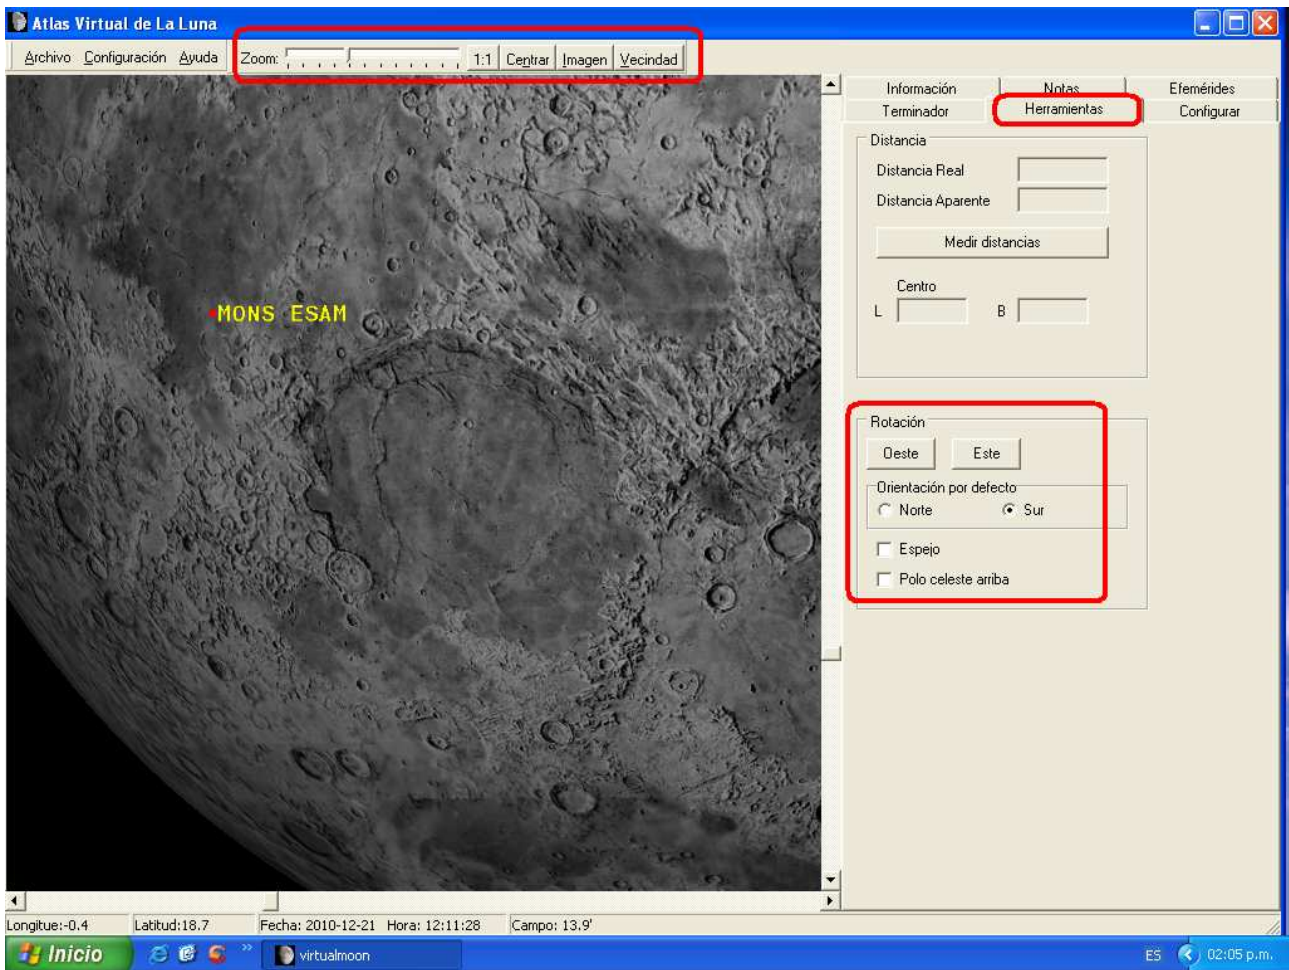 Atlas Virtual de La Luna
Archivo Configuración Ayuda Zoom: 1:1 Centrar Imagen Vecindad
Información Notas Efemérides
Terminador Herramientas Configurar
Distancia
Distancia Real
Distancia Aparente
Medir distancias
Centro
L B
MONS ESAM
Rotación
Oeste Este
Orientación por defecto
Norte Sur
Espejo
Polo celeste arriba
Longitue:-0.4 Latitud:18.7 Fecha: 2010-12-21 Hora: 12:11:28 Campo: 13.9'
Inicio » virtualmoon ES 02:05 p.m.